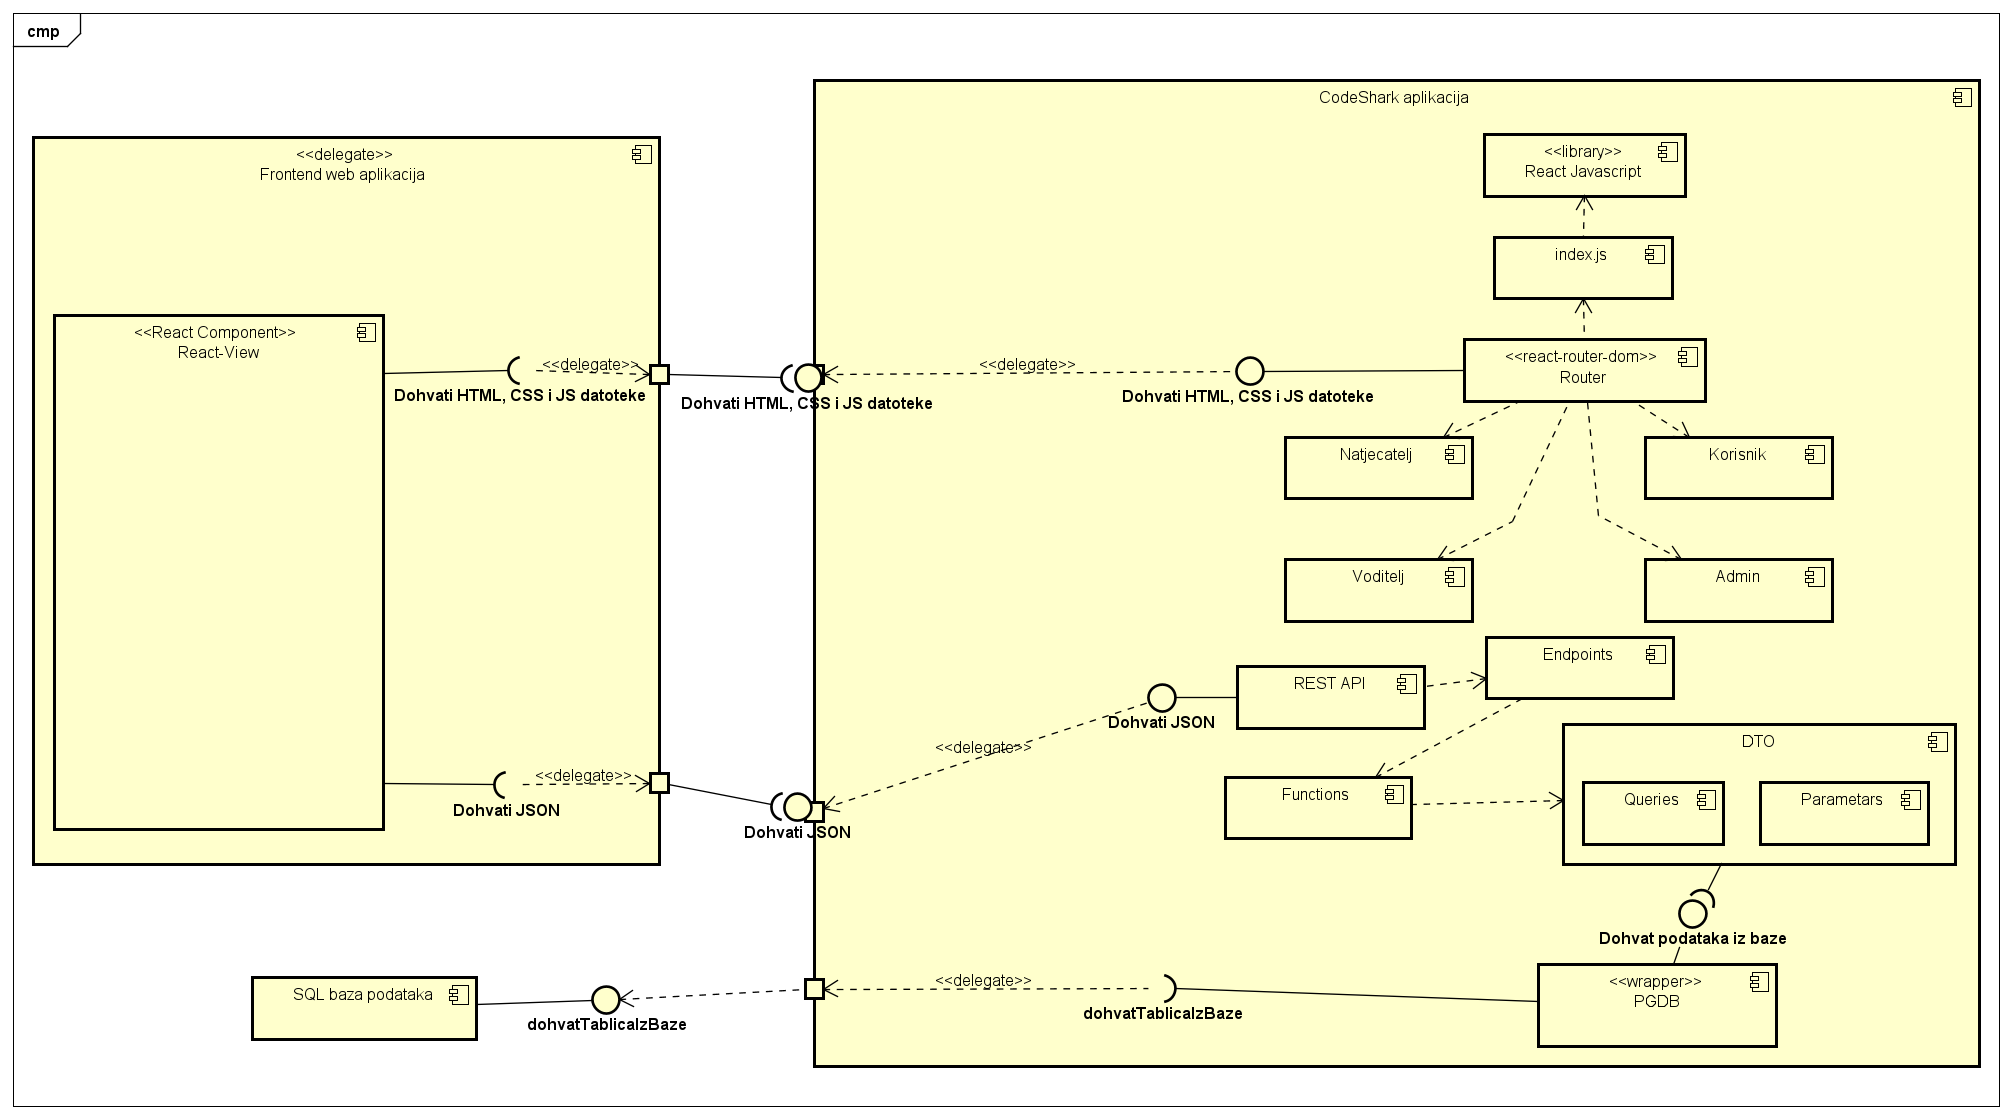 cmp
CodeShark aplikacija
<<delegate>>
Frontend web aplikacija
<<library>>
React Javascript
index.js
<<React Component>>
React-View
<<delegate>>
Dohvati HTML, CSS i JS datoteke
Dohvati HTML, CSS i JS datoteke
<<delegate>>
Dohvati HTML, CSS i JS datoteke
<<react-router-dom>>
Router
Natjecatelj
Korisnik
Voditelj
Admin
Endpoints
REST API
Dohvati JSON
<<delegate>>
DTO
Queries
Parametars
Functions
<<delegate>>
Dohvati JSON
Dohvati JSON
Dohvat podataka iz baze
SQL baza podataka
dohvatTablicaIzBaze
<<delegate>>
dohvatTablicaIzBaze
<<wrapper>>
PGDB